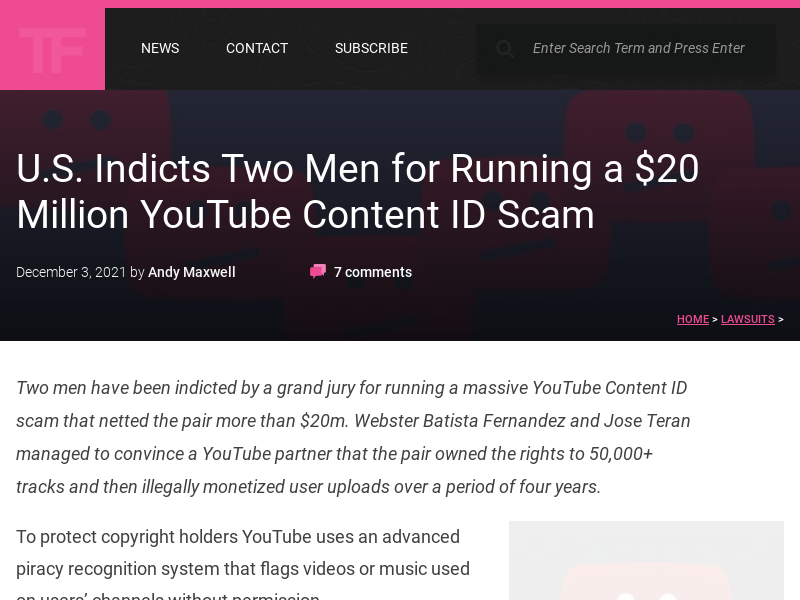 TF
NEWS CONTACT SUBSCRIBE Enter Search Term and Press Enter
U.S. Indicts Two Men for Running a $20
Million YouTube Content ID Scam
December 3, 2021 by Andy Maxwell 7 comments
HOME > LAWSUITS >
Two men have been indicted by a grand jury for running a massive YouTube Content ID
scam that netted the pair more than $20m. Webster Batista Fernandez and Jose Teran
managed to convince a YouTube partner that the pair owned the rights to 50,000+
tracks and then illegally monetized user uploads over a period of four years.
To protect copyright holders YouTube uses an advanced
piracy recognition system that flags videos or music used
on users’ channels without permission.